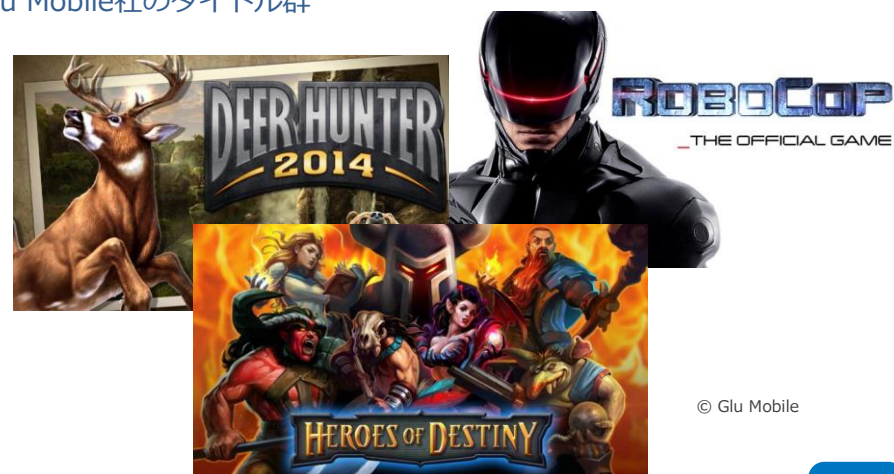 u Mobile社のタイトル群
DEER HUNTER
2014
ROBOCOP
_THE OFFICIAL GAME
HEROES OF DESTINY
© Glu Mobile